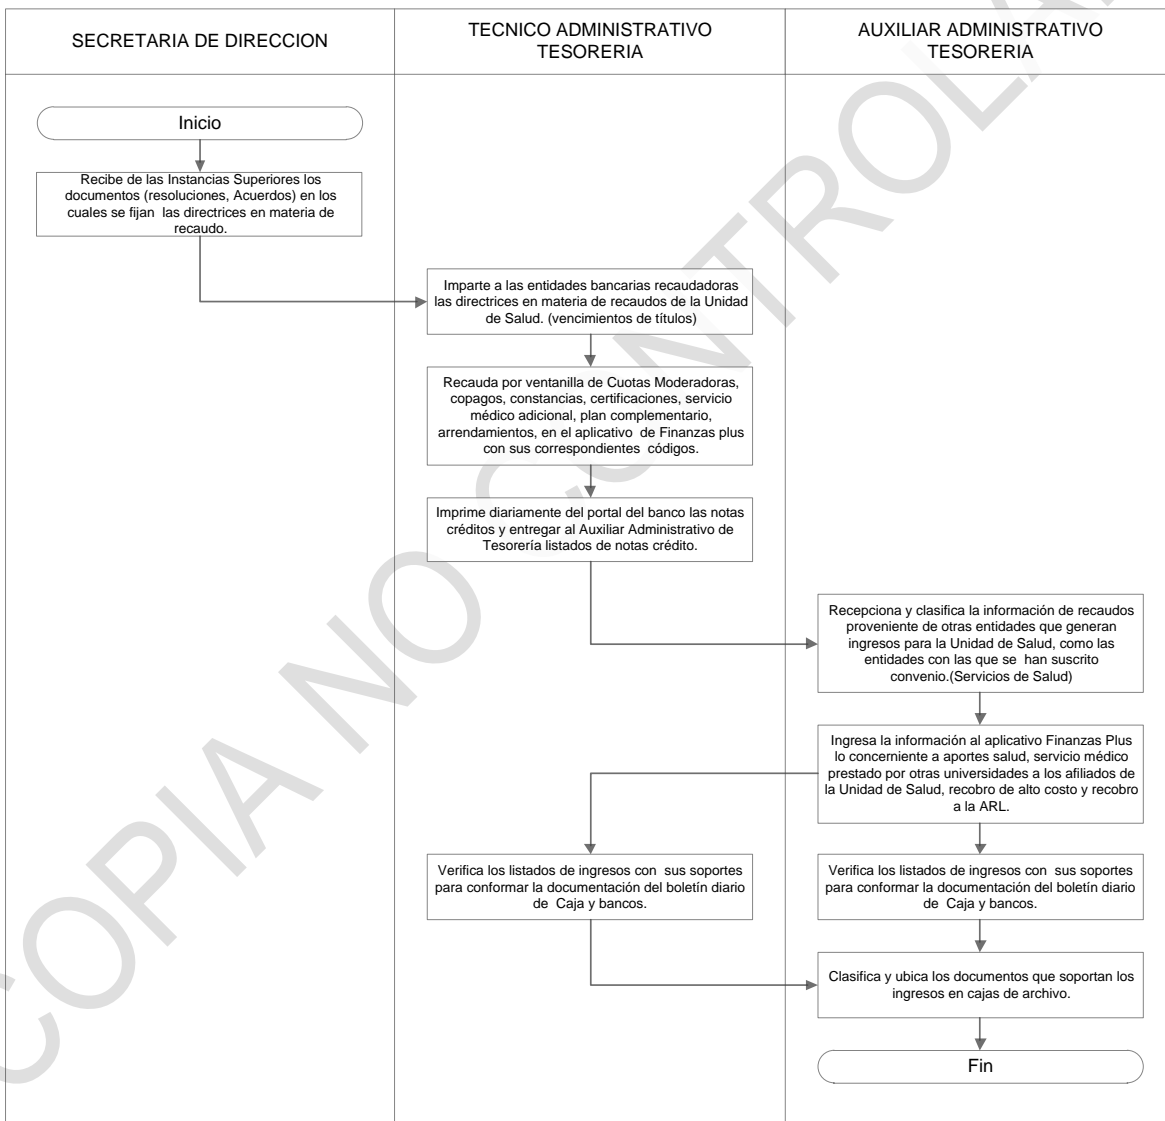 SECRETARIA DE DIRECCION
TECNICO ADMINISTRATIVO
TESORERIA
AUXILIAR ADMINISTRATIVO
TESORERIA
Inicio
Recibe de las Instancias Superiores los
documentos (resoluciones, Acuerdos) en los
cuales se fijan las directrices en materia de
recaudo.
Imparte a las entidades bancarias recaudadoras
las directrices en materia de recaudos de la Unidad
de Salud. (vencimientos de títulos)
Recauda por ventanilla de Cuotas Moderadoras,
copagos, constancias, certificaciones, servicio
médico adicional, plan complementario,
arrendamientos, en el aplicativo de Finanzas plus
con sus correspondientes códigos.
Imprime diariamente del portal del banco las notas
créditos y entregar al Auxiliar Administrativo de
Tesorería listados de notas crédito.
Recepciona y clasifica la información de recaudos
proveniente de otras entidades que generan
ingresos para la Unidad de Salud, como las
entidades con las que se han suscrito
convenio.(Servicios de Salud)
Ingresa la información al aplicativo Finanzas Plus
lo concerniente a aportes salud, servicio médico
prestado por otras universidades a los afiliados de
la Unidad de Salud, recobro de alto costo y recobro
a la ARL.
Verifica los listados de ingresos con sus soportes
para conformar la documentación del boletín diario
de Caja y bancos.
Verifica los listados de ingresos con sus soportes
para conformar la documentación del boletín diario
de Caja y bancos.
Clasifica y ubica los documentos que soportan los
ingresos en cajas de archivo.
Fin
COPIA NO CONTROLA